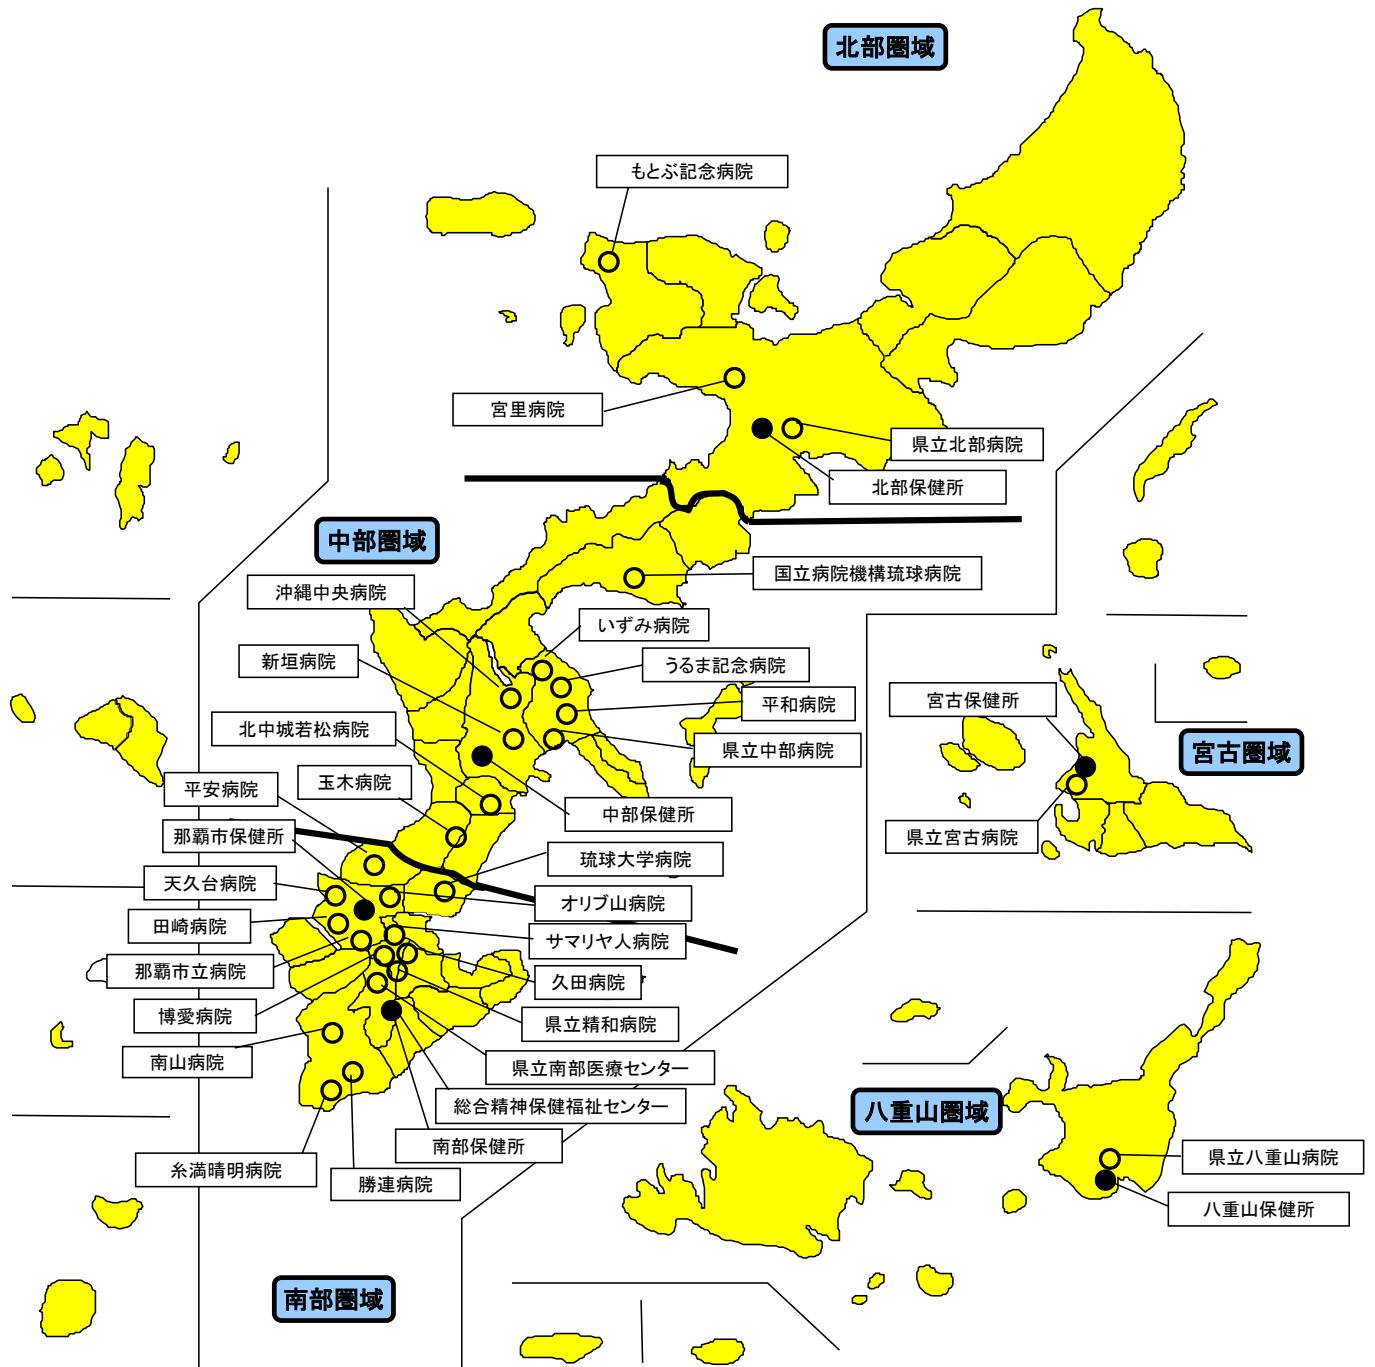 北部圏域
もとぶ記念病院
宮里病院
県立北部病院
北部保健所
中部圏域
国立病院機構琉球病院
沖縄中央病院
いずみ病院
新垣病院
うるま記念病院
平和病院
宮古保健所
北中城若松病院
県立中部病院
宮古圏域
玉木病院
平安病院
中部保健所
那覇市保健所
県立宮古病院
琉球大学病院
天久台病院
オリブ山病院
田崎病院
サマリヤ人病院
那覇市立病院
久田病院
博愛病院
県立精和病院
南山病院
県立南部医療センター
総合精神保健福祉センター
八重山圏域
南部保健所
県立八重山病院
糸満晴明病院
勝連病院
八重山保健所
南部圏域